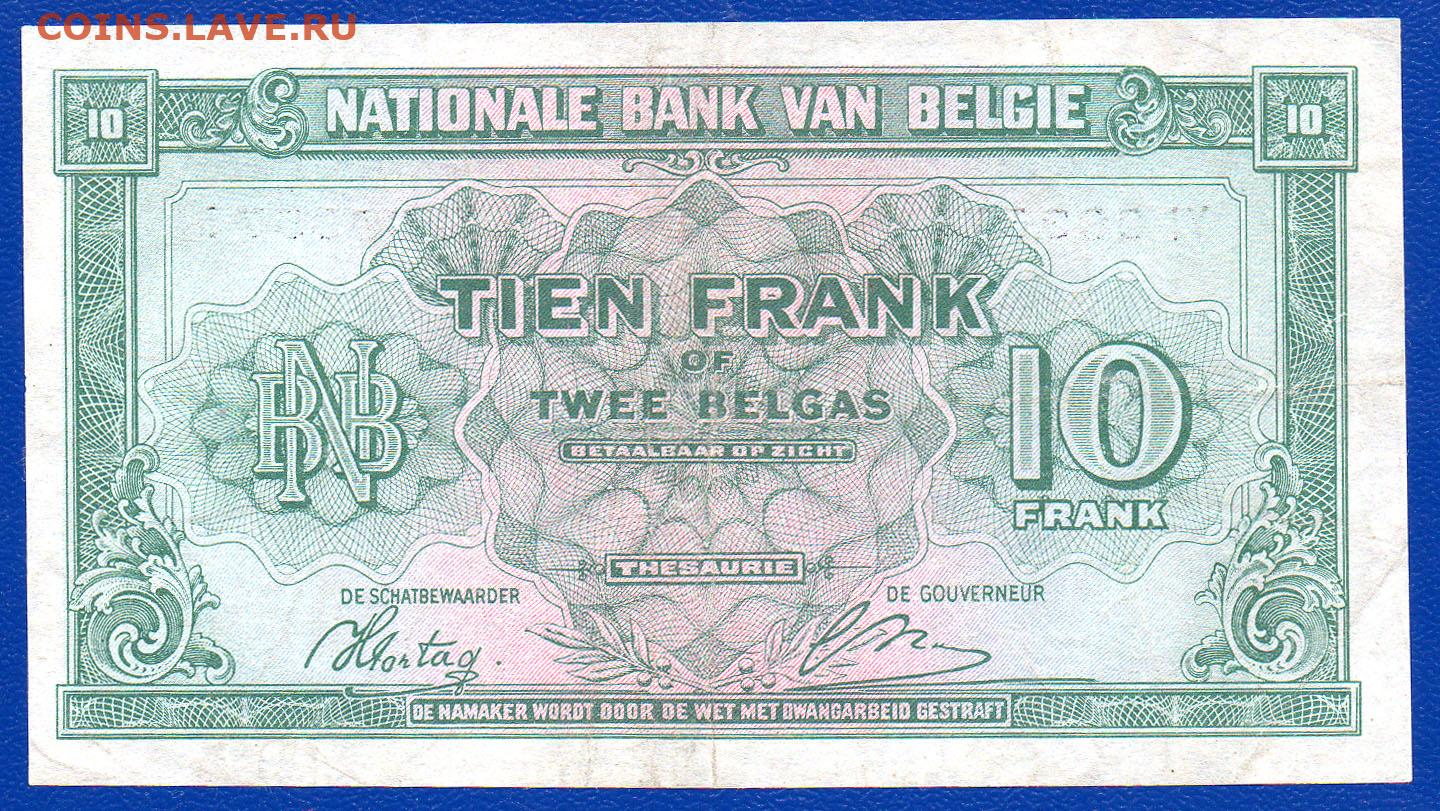 COINS.LAVE.RU
10 NATIONALE BANK VAN BELGIE 10
TIEN FRANK
OF
TWEE BELGAS
BETAALBAAR OP ZICHT
NBB
10
FRANK
THESAURIE
DE SCHATBEWAARDER
DE GOUVERNEUR
DE NAMAKER WORDT DOOR DE WET MET DWANGARBEID GESTRAFT